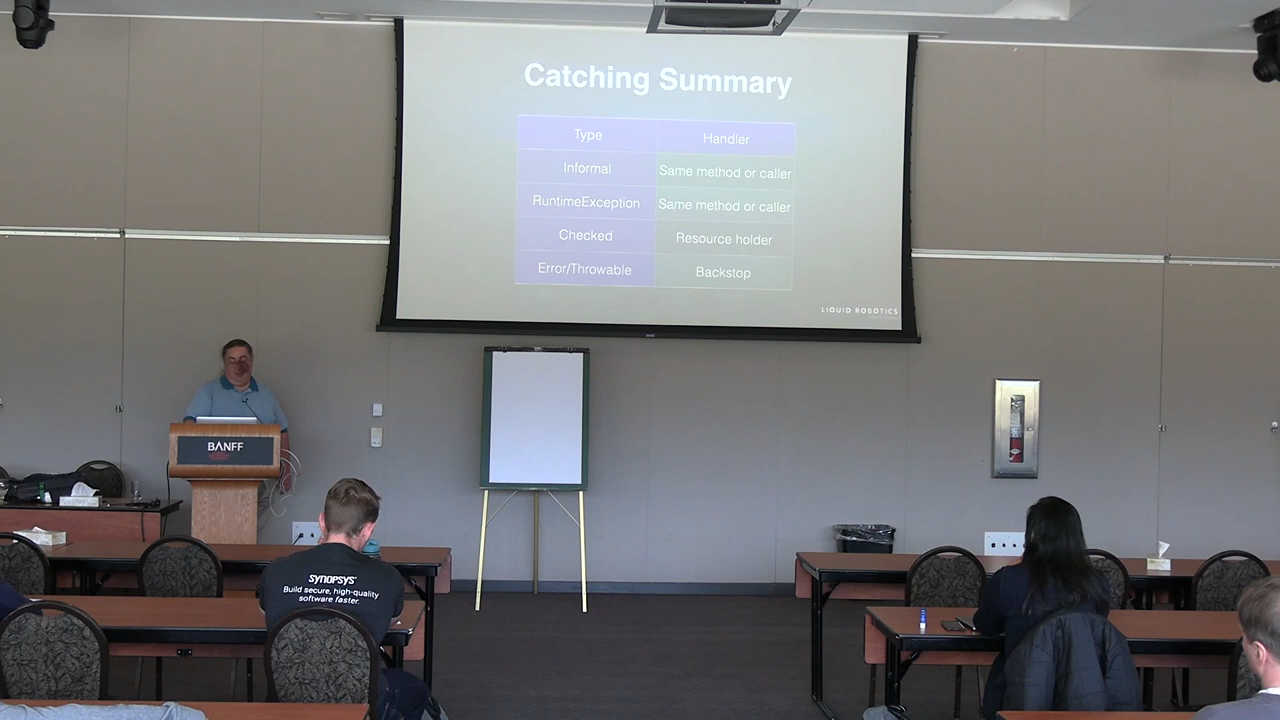 Catching Summary
Type Handler
Informal Same method or caller
RuntimeException Same method or caller
Checked Resource holder
Error/Throwable Backstop
LIQUID ROBOTICS
BANFF
SYNOPSYS®
Build secure, high-quality
software faster.